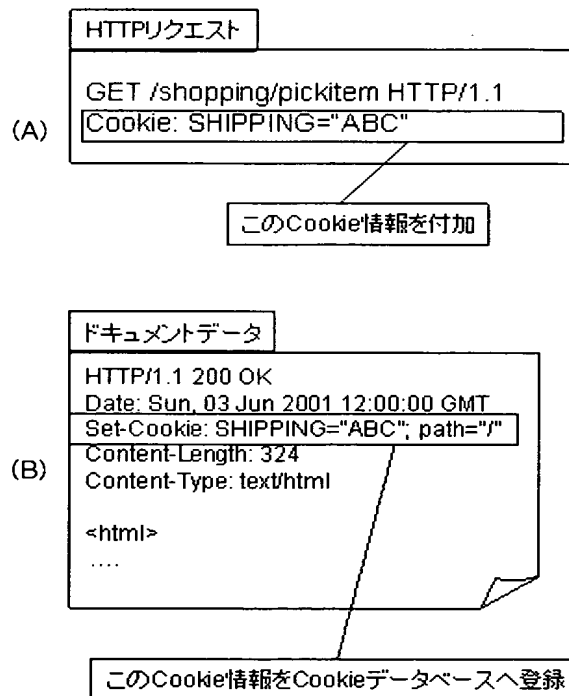 HTTPリクエスト
(A)
GET /shopping/pickitem HTTP/1.1
Cookie: SHIPPING="ABC"
このCookie情報を付加
ドキュメントデータ
(B)
HTTP/1.1 200 OK
Date: Sun, 03 Jun 2001 12:00:00 GMT
Set-Cookie: SHIPPING="ABC"; path="/"
Content-Length: 324
Content-Type: text/html
<html>
....
このCookie情報をCookieデータベースへ登録